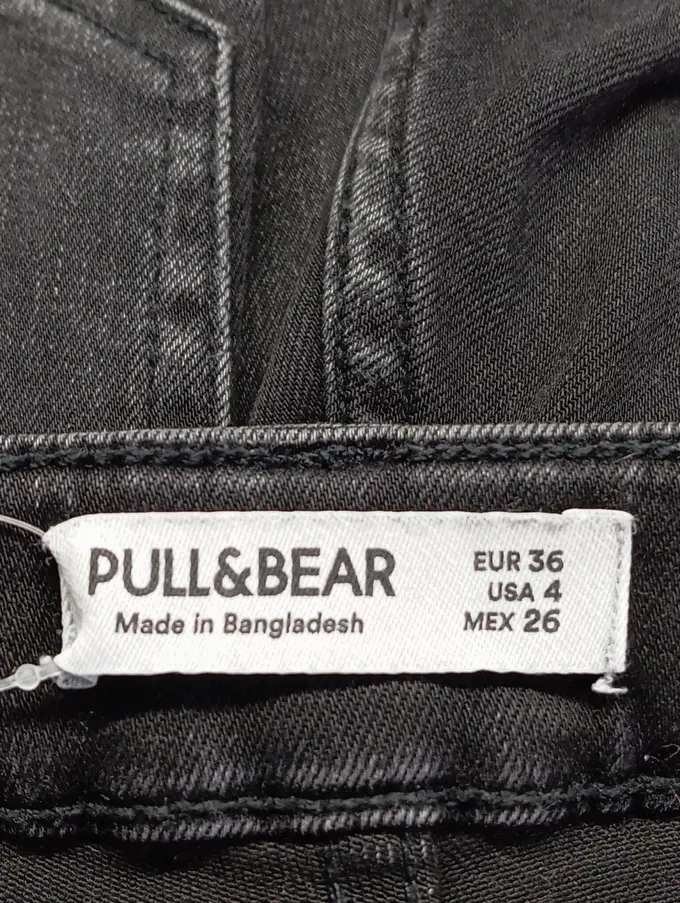 PULL&BEAR
Made in Bangladesh
EUR 36
USA 4
MEX 26